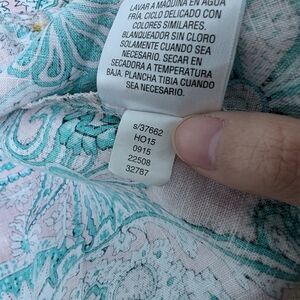 LAVAR A MAQUINA EN AGUA
FRIA, CICLO DELICADO CON
COLORES SIMILARES.
BLANQUEADOR SIN CLORO
SOLAMENTE CUANDO SEA
NECESARIO. SECAR EN
SECADORA A TEMPERATURA
BAJA. PLANCHA TIBIA CUANDO
SEA NECESARIO.
s/37662
HO15
0915
22508
32787